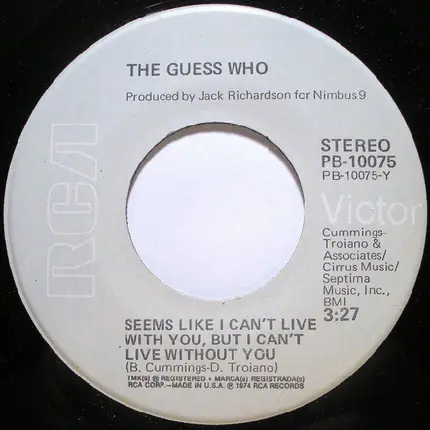 THE GUESS WHO
Produced by Jack Richardson for Nimbus 9
RCA
STEREO
PB-10075
PB-10075-Y
Victor
Cummings-
Troiano &
Associates/
Cirrus Music/
Septima
Music, Inc.,
BMI
3:27
SEEMS LIKE I CAN'T LIVE
WITH YOU, BUT I CAN'T
LIVE WITHOUT YOU
(B. Cummings-D. Troiano)
TMK(s) ® REGISTERED • MARCA(s) REGISTRADA(s)
RCA CORP.—MADE IN U.S.A. ℗ 1974 RCA RECORDS